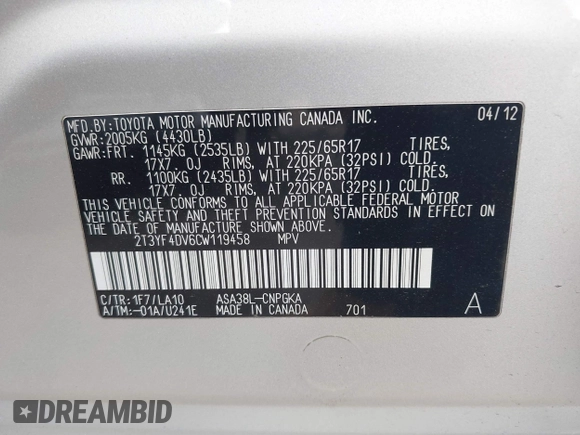 MFD.BY:TOYOTA MOTOR MANUFACTURING CANADA INC. 04/12
GVWR:2005KG (4430LB)
GAWR:FRT. 1145KG (2535LB) WITH 225/65R17 TIRES,
17X7.0J RIMS, AT 220KPA (32PSI) COLD.
RR. 1100KG (2435LB) WITH 225/65R17 TIRES,
17X7.0J RIMS, AT 220KPA (32PSI) COLD.
THIS VEHICLE CONFORMS TO ALL APPLICABLE FEDERAL MOTOR
VEHICLE SAFETY AND THEFT PREVENTION STANDARDS IN EFFECT ON
THE DATE OF MANUFACTURE SHOWN ABOVE.
2T3YF4DV6CW119458 MPV
C/TR:1F7/LA10 ASA38L-CNPGKA
A/TM:-01A/U241E MADE IN CANADA 701 A
DREAMBID